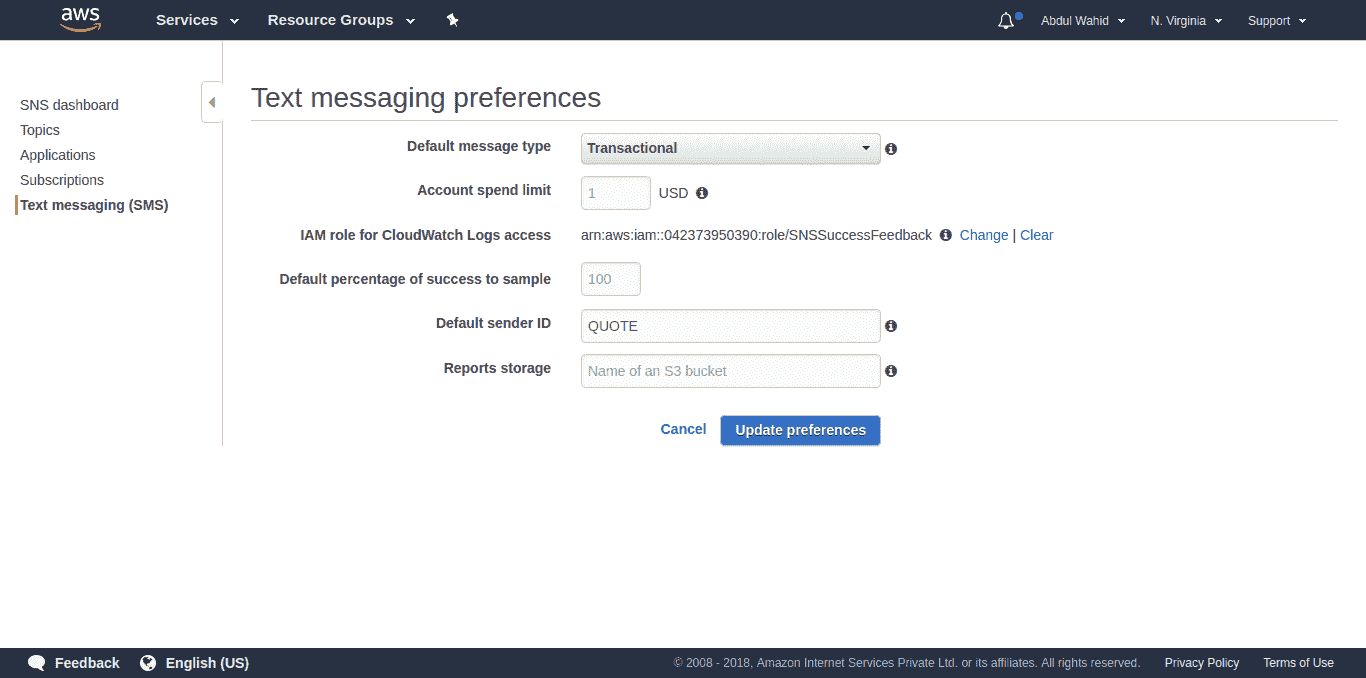 aws Services Resource Groups Abdul Wahid N. Virginia Support
SNS dashboard
Topics
Applications
Subscriptions
Text messaging (SMS)
Text messaging preferences
Default message type Transactional
Account spend limit 1 USD
IAM role for CloudWatch Logs access arn:aws:iam::042373950390:role/SNSSuccessFeedback Change | Clear
Default percentage of success to sample 100
Default sender ID QUOTE
Reports storage Name of an S3 bucket
Cancel Update preferences
Feedback English (US) © 2008 - 2018, Amazon Internet Services Private Ltd. or its affiliates. All rights reserved. Privacy Policy Terms of Use